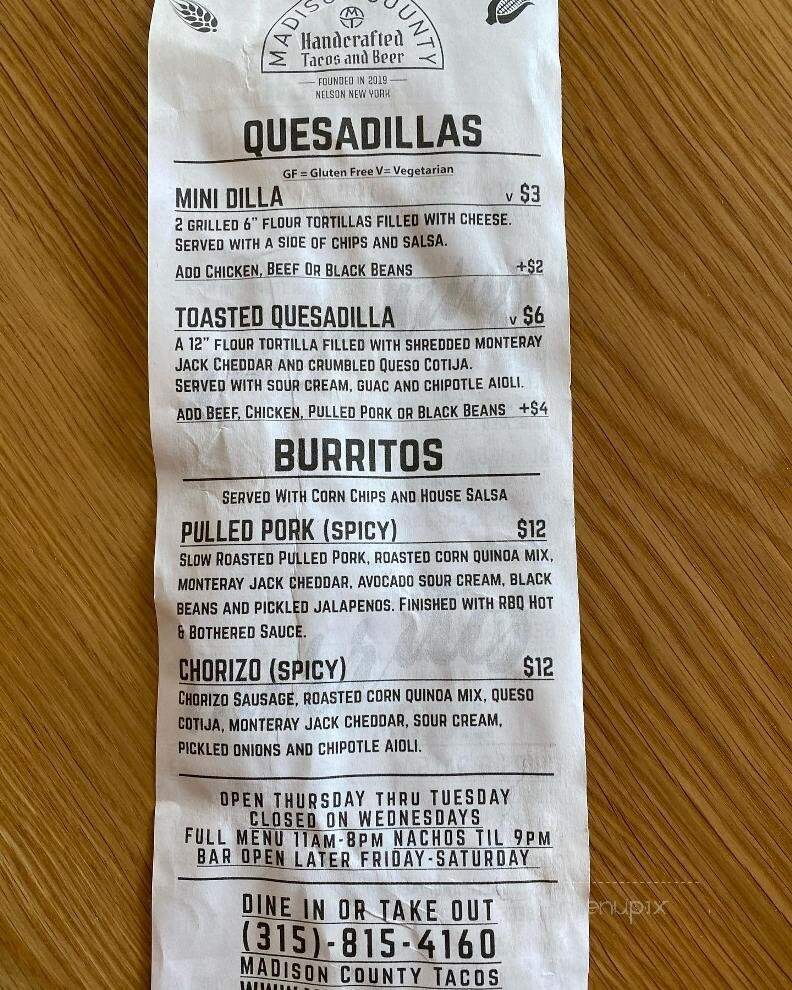 MADISON COUNTY
Handcrafted
Tacos and Beer
FOUNDED IN 2019
NELSON NEW YORK
QUESADILLAS
GF = Gluten Free V= Vegetarian
MINI DILLA V $3
2 GRILLED 6" FLOUR TORTILLAS FILLED WITH CHEESE.
SERVED WITH A SIDE OF CHIPS AND SALSA.
ADD CHICKEN, BEEF OR BLACK BEANS +$2
TOASTED QUESADILLA V $6
A 12" FLOUR TORTILLA FILLED WITH SHREDDED MONTERAY
JACK CHEDDAR AND CRUMBLED QUESO COTIJA.
SERVED WITH SOUR CREAM, GUAC AND CHIPOTLE AIOLI.
ADD BEEF, CHICKEN, PULLED PORK OR BLACK BEANS +$4
BURRITOS
SERVED WITH CORN CHIPS AND HOUSE SALSA
PULLED PORK (SPICY) $12
SLOW ROASTED PULLED PORK, ROASTED CORN QUINOA MIX,
MONTERAY JACK CHEDDAR, AVOCADO SOUR CREAM, BLACK
BEANS AND PICKLED JALAPENOS. FINISHED WITH RBQ HOT
& BOTHERED SAUCE.
CHORIZO (SPICY) $12
CHORIZO SAUSAGE, ROASTED CORN QUINOA MIX, QUESO
COTIJA, MONTERAY JACK CHEDDAR, SOUR CREAM,
PICKLED ONIONS AND CHIPOTLE AIOLI.
OPEN THURSDAY THRU TUESDAY
CLOSED ON WEDNESDAYS
FULL MENU 11AM-8PM NACHOS TIL 9PM
BAR OPEN LATER FRIDAY-SATURDAY
DINE IN OR TAKE OUT
(315)-815-4160
MADISON COUNTY TACOS